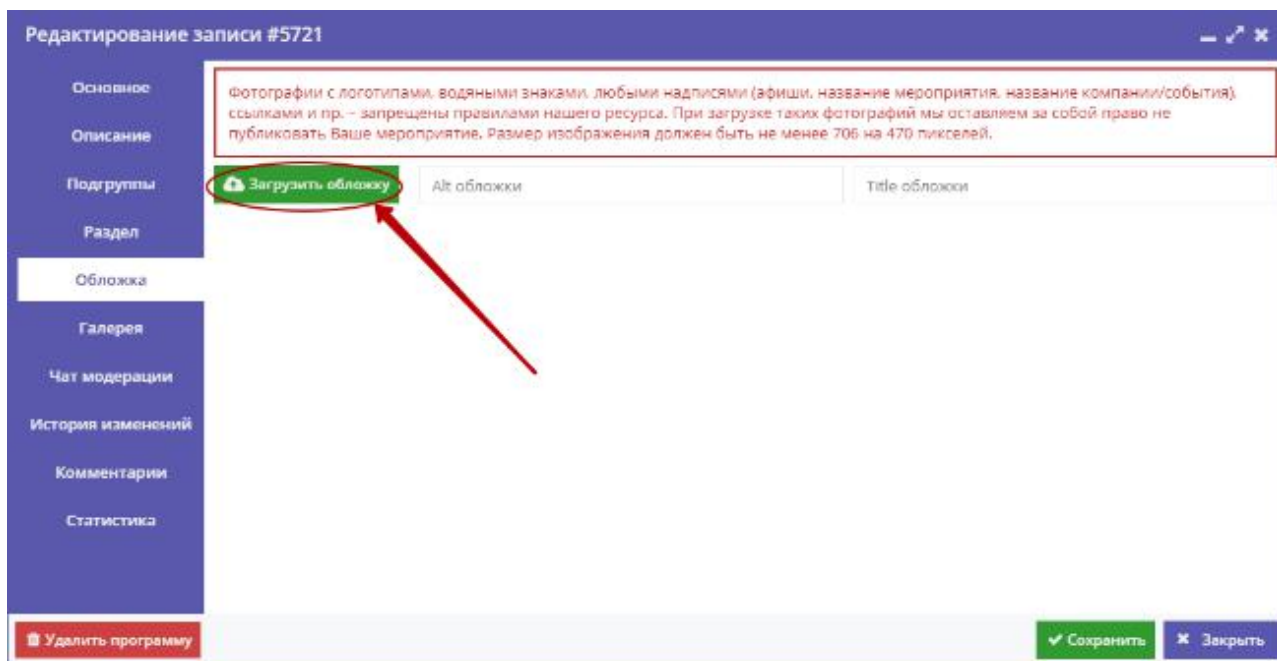 Редактирование записи #5721
Основное
Описание
Подгруппы
Раздел
Обложка
Галерея
Чат модерации
История изменений
Комментарии
Статистика
Фотографии с логотипами, водяными знаками, любыми надписями (афиши, название мероприятия, название компании/события),
ссылками и пр. – запрещены правилами нашего ресурса. При загрузке таких фотографий мы оставляем за собой право не
публиковать Ваше мероприятие. Размер изображения должен быть не менее 706 на 470 пикселей.
Загрузить обложку
Alt обложки
Title обложки
Удалить программу
Сохранить
Закрыть